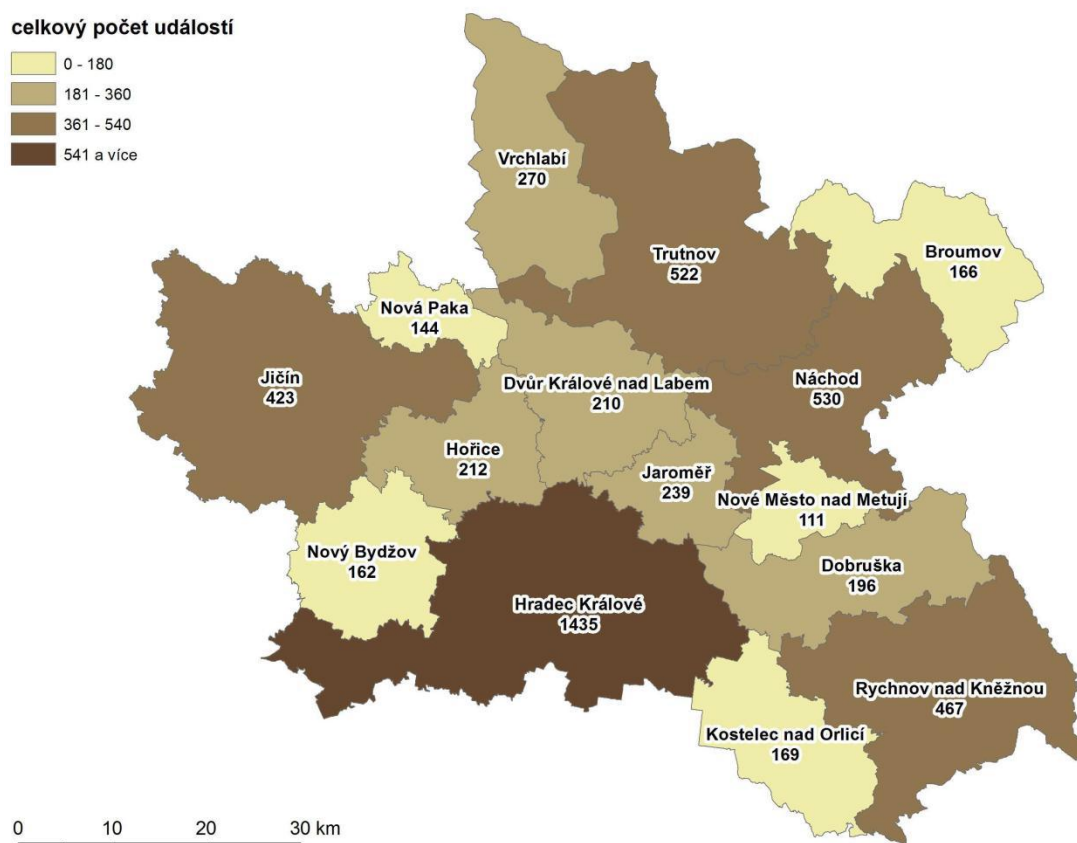 celkový počet událostí
0 - 180
181 - 360
361 - 540
541 a více
Vrchlabí
270
Trutnov
522
Broumov
166
Nová Paka
144
Jičín
423
Dvůr Králové nad Labem
210
Náchod
530
Hořice
212
Jaroměř
239
Nové Město nad Metují
111
Nový Bydžov
162
Dobruška
196
Hradec Králové
1435
Rychnov nad Kněžnou
467
Kostelec nad Orlicí
169
0 10 20 30 km